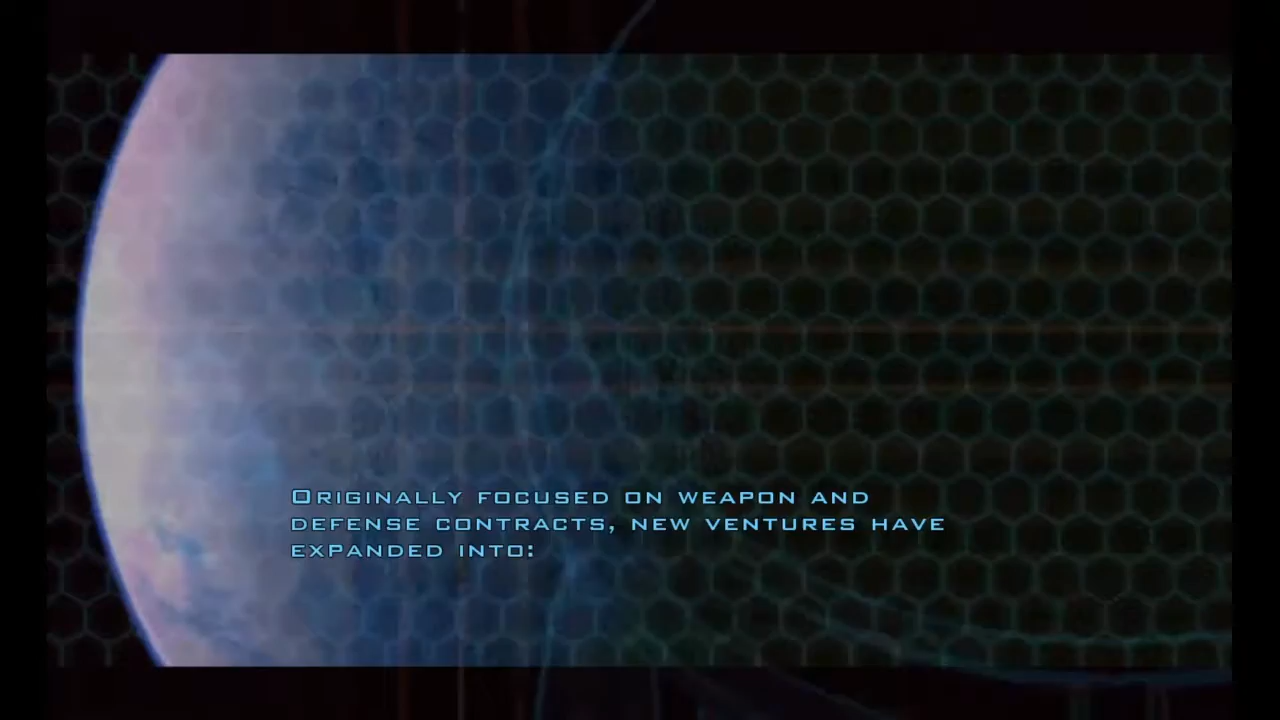 Originally focused on weapon and
defense contracts, new ventures have
expanded into: